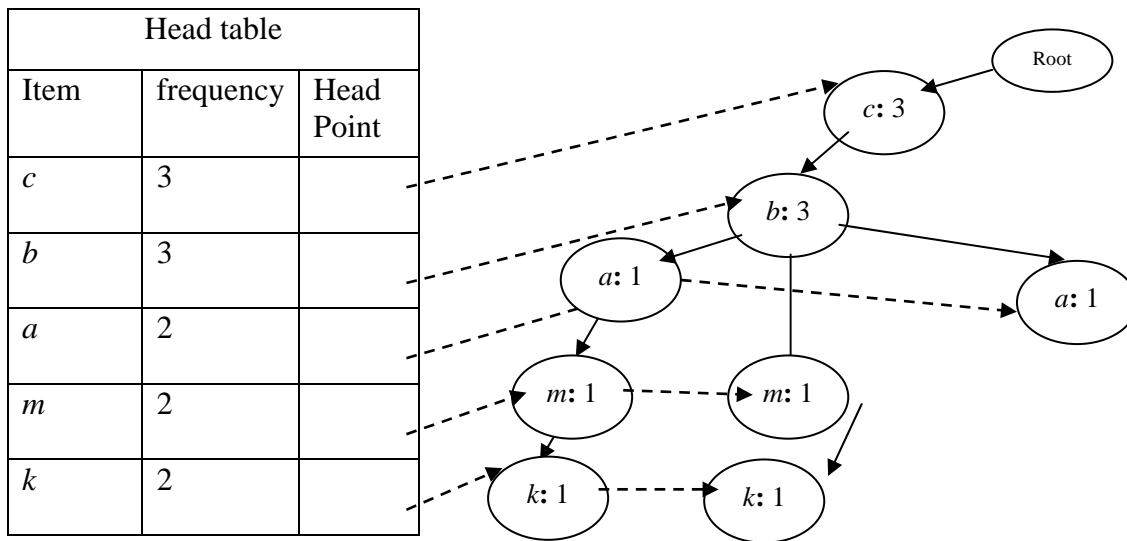 Head table
Item frequency Head Point
c 3
b 3
a 2
m 2
k 2
Root
c: 3
b: 3
a: 1
a: 1
m: 1
m: 1
k: 1
k: 1